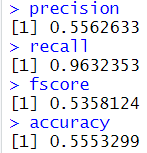 > precision
[1] 0.5562633
> recall
[1] 0.9632353
> fscore
[1] 0.5358124
> accuracy
[1] 0.5553299